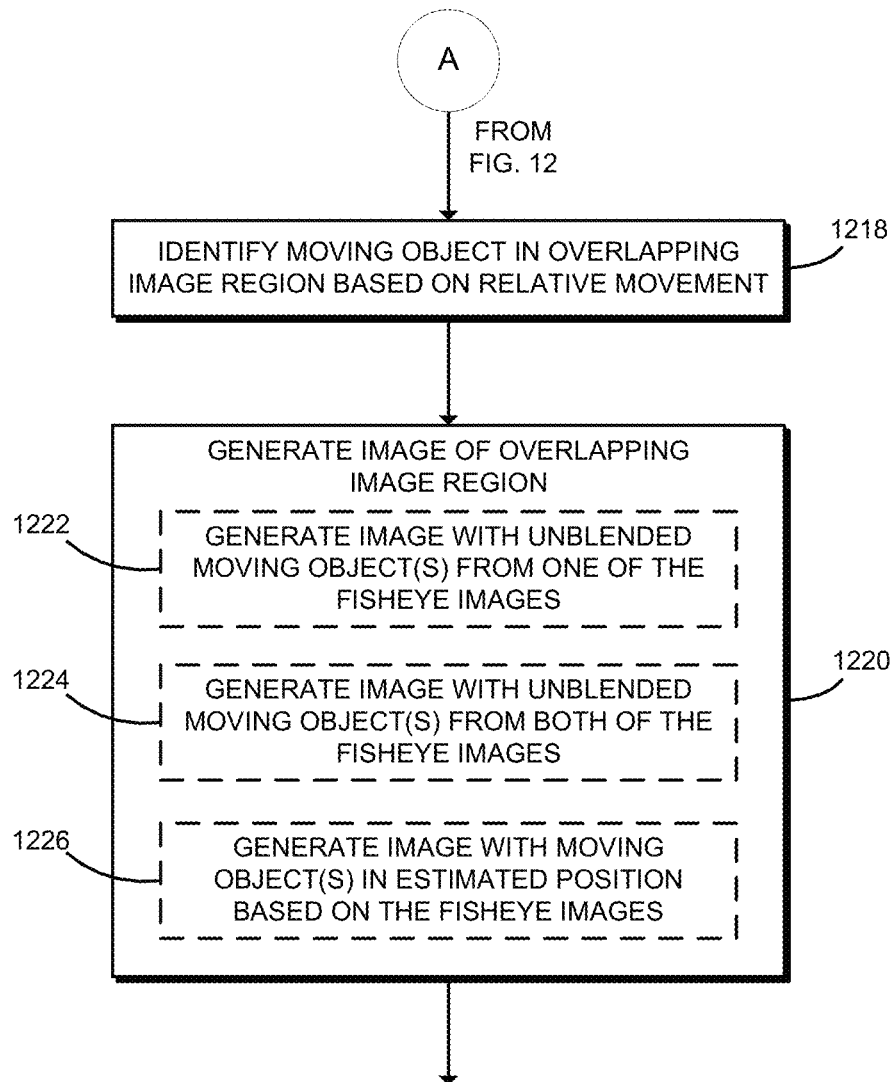 A
FROM
FIG. 12
IDENTIFY MOVING OBJECT IN OVERLAPPING
IMAGE REGION BASED ON RELATIVE MOVEMENT
1218
GENERATE IMAGE OF OVERLAPPING
IMAGE REGION
1222
GENERATE IMAGE WITH UNBLENDED
MOVING OBJECT(S) FROM ONE OF THE
FISHEYE IMAGES
1224
GENERATE IMAGE WITH UNBLENDED
MOVING OBJECT(S) FROM BOTH OF THE
FISHEYE IMAGES
1220
1226
GENERATE IMAGE WITH MOVING
OBJECT(S) IN ESTIMATED POSITION
BASED ON THE FISHEYE IMAGES